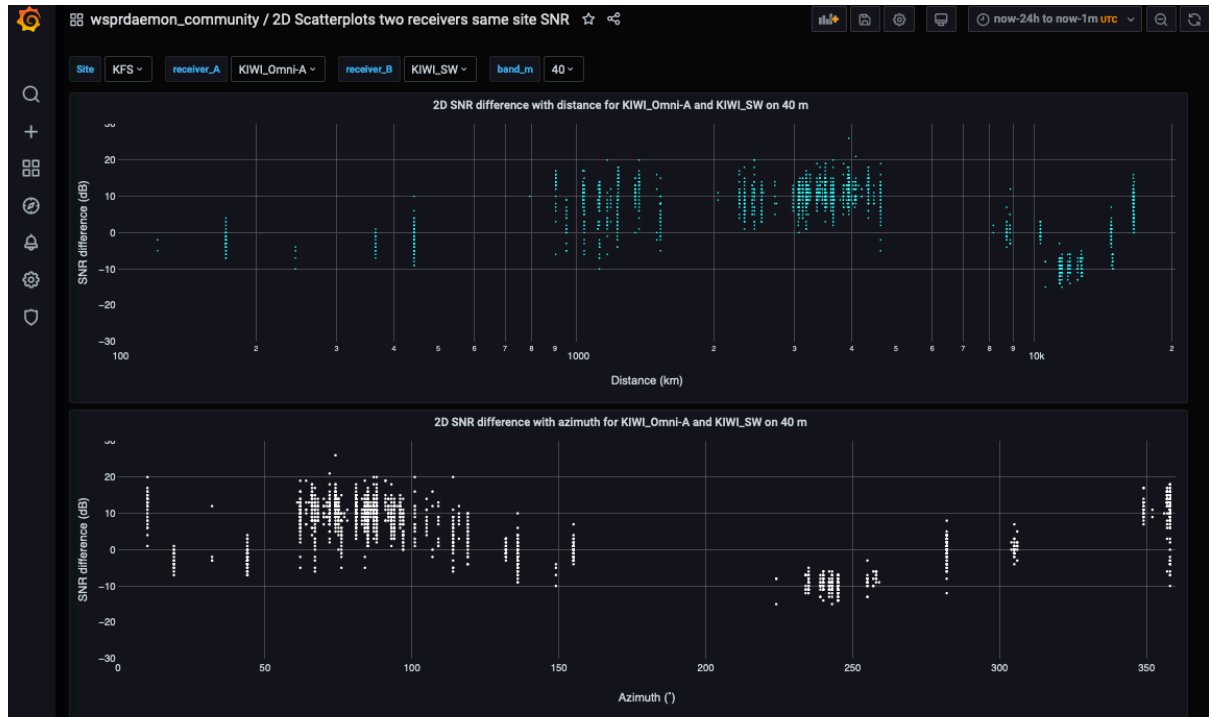 wsprdaemon_community / 2D Scatterplots two receivers same site SNR
now-24h to now-1m UTC
Site KFS receiver_A KIWI_Omni-A receiver_B KIWI_SW band_m 40
2D SNR difference with distance for KIWI_Omni-A and KIWI_SW on 40 m
SNR difference (dB)
20
10
0
−10
−20
−30
100 2 3 4 5 6 7 8 9 1000 2 3 4 5 6 7 8 9 10k 2
Distance (km)
2D SNR difference with azimuth for KIWI_Omni-A and KIWI_SW on 40 m
SNR difference (dB)
20
10
0
−10
−20
−30
0 50 100 150 200 250 300 350
Azimuth (°)